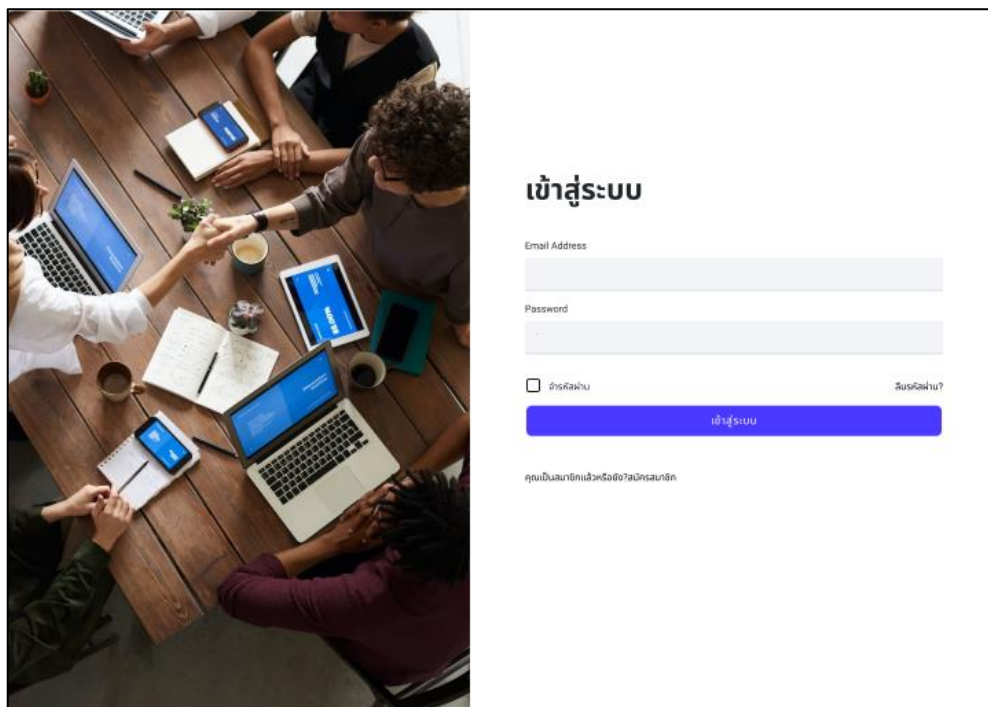 เข้าสู่ระบบ
Email Address
Password
จำรหัสผ่าน
ลืมรหัสผ่าน?
เข้าสู่ระบบ
คุณเป็นสมาชิกแล้วหรือยัง?สมัครสมาชิก